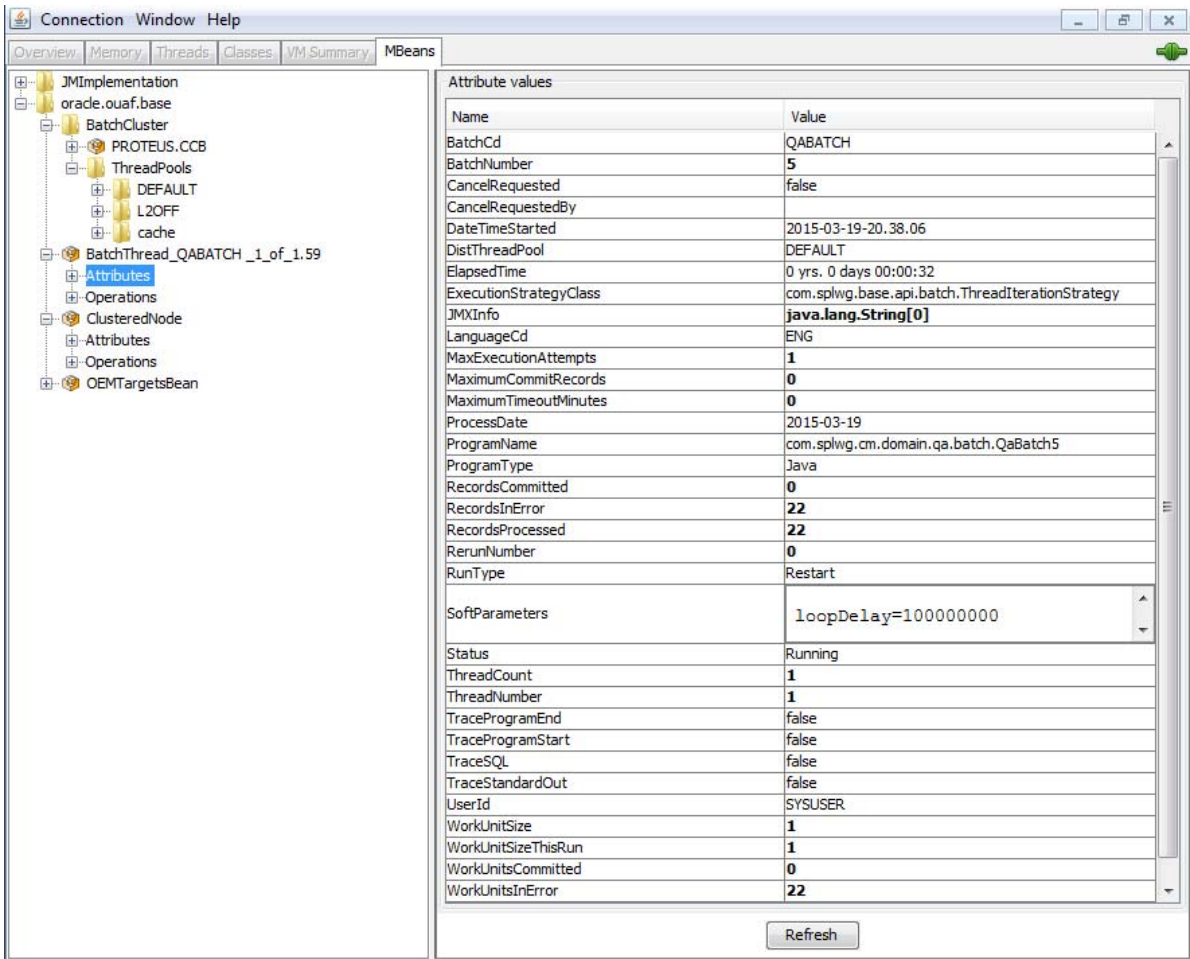 Connection Window Help
Overview Memory Threads Classes VM Summary MBeans
JMImplementation
oracle.ouaf.base
BatchCluster
PROTEUS.CCB
ThreadPools
DEFAULT
L2OFF
cache
BatchThread_QABATCH _1_of_1.59
Attributes
Operations
ClusteredNode
Attributes
Operations
OEMTargetsBean
Attribute values
Name Value
BatchCd QABATCH
BatchNumber 5
CancelRequested false
CancelRequestedBy
DateTimeStarted 2015-03-19-20.38.06
DistThreadPool DEFAULT
ElapsedTime 0 yrs. 0 days 00:00:32
ExecutionStrategyClass com.splwg.base.api.batch.ThreadIterationStrategy
JMXInfo java.lang.String[0]
LanguageCd ENG
MaxExecutionAttempts 1
MaximumCommitRecords 0
MaximumTimeoutMinutes 0
ProcessDate 2015-03-19
ProgramName com.splwg.cm.domain.qa.batch.QaBatch5
ProgramType Java
RecordsCommitted 0
RecordsInError 22
RecordsProcessed 22
RerunNumber 0
RunType Restart
SoftParameters loopDelay=100000000
Status Running
ThreadCount 1
ThreadNumber 1
TraceProgramEnd false
TraceProgramStart false
TraceSQL false
TraceStandardOut false
UserId SYSUSER
WorkUnitSize 1
WorkUnitSizeThisRun 1
WorkUnitsCommitted 0
WorkUnitsInError 22
Refresh